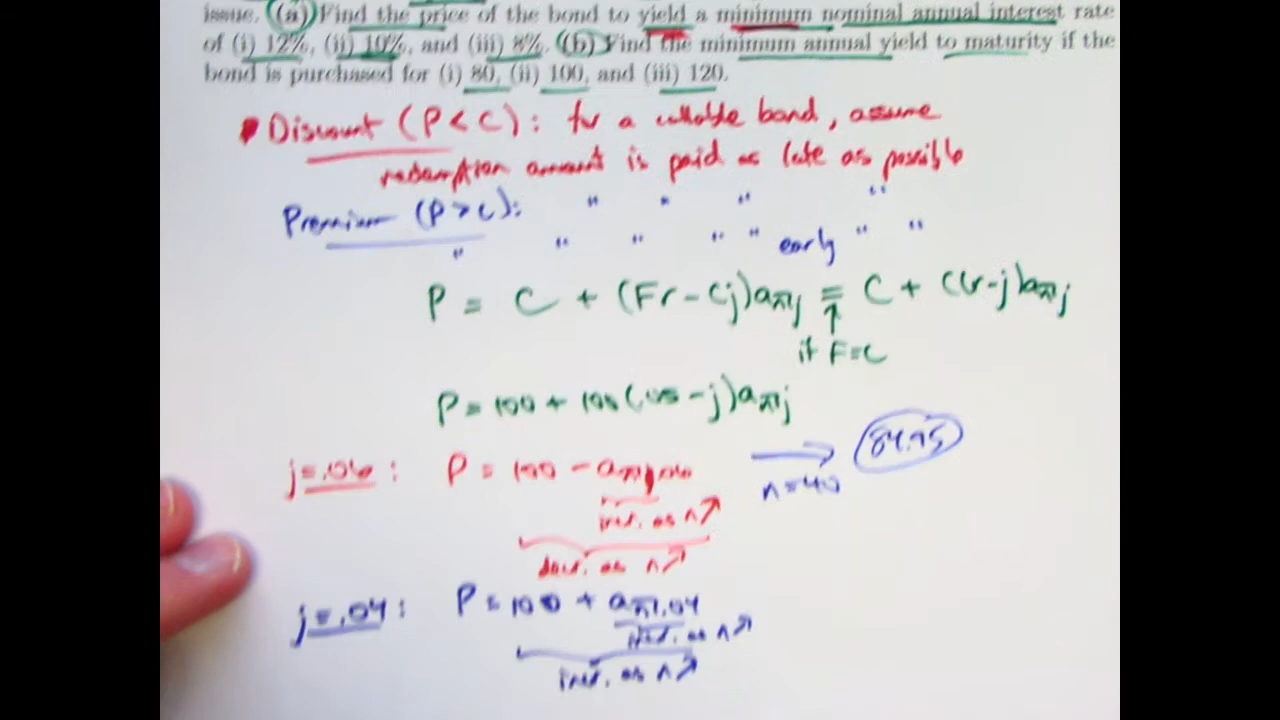 issue. (a) Find the price of the bond to yield a minimum nominal annual interest rate
of (i) 12%, (ii) 10%, and (iii) 8%. (b) Find the minimum annual yield to maturity if the
bond is purchased for (i) 80, (ii) 100, and (iii) 120.
Discount (P < C): for a callable bond, assume
redemption amount is paid as late as possible
Premium (P > C): " " " "
" " " " " early " "
P = C + (Fr - Cj)a_n⌉j = C + C(r-j)a_n⌉j
↑
if F=C
P = 100 + 100(.05 - j)a_n⌉j
j=.06: P = 100 - a_n⌉.06 → n=40 84.95
incr. as n↗
decr. as n↗
j=.04: P = 100 + a_n⌉.04
incr. as n↗
incr. as n↗